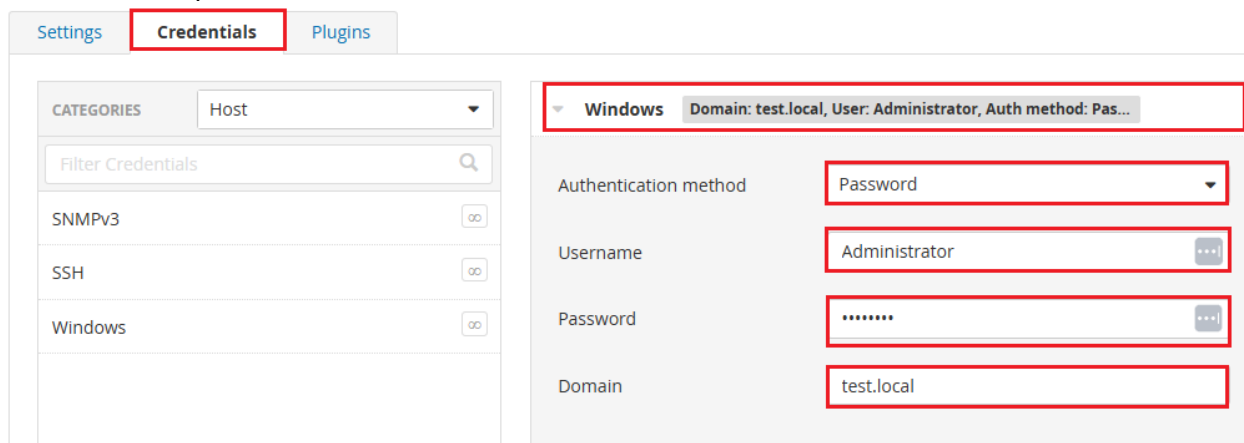 Settings Credentials Plugins
CATEGORIES Host
Filter Credentials
SNMPv3
SSH
Windows
Windows Domain: test.local, User: Administrator, Auth method: Pas...
Authentication method Password
Username Administrator
Password ••••••••
Domain test.local